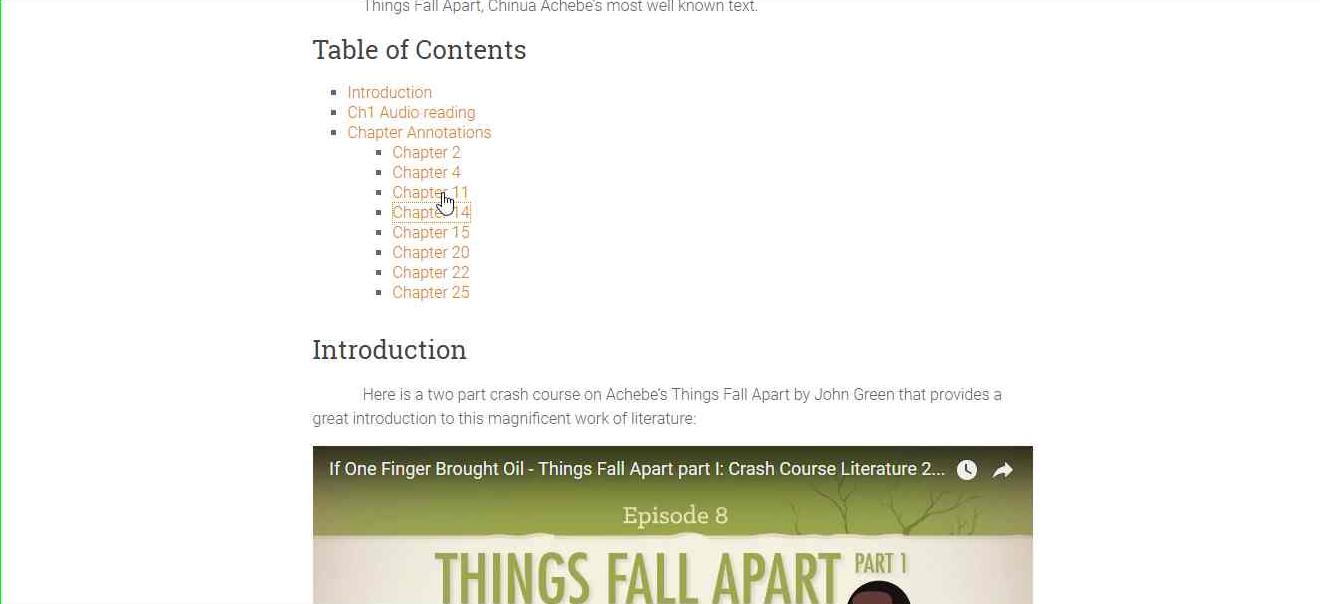 Things Fall Apart, Chinua Achebe's most well known text.
Table of Contents
Introduction
Ch1 Audio reading
Chapter Annotations
Chapter 2
Chapter 4
Chapter 11
Chapter 14
Chapter 15
Chapter 20
Chapter 22
Chapter 25
Introduction
Here is a two part crash course on Achebe's Things Fall Apart by John Green that provides a
great introduction to this magnificent work of literature:
If One Finger Brought Oil - Things Fall Apart part I: Crash Course Literature 2...
Episode 8
THINGS FALL APART PART 1